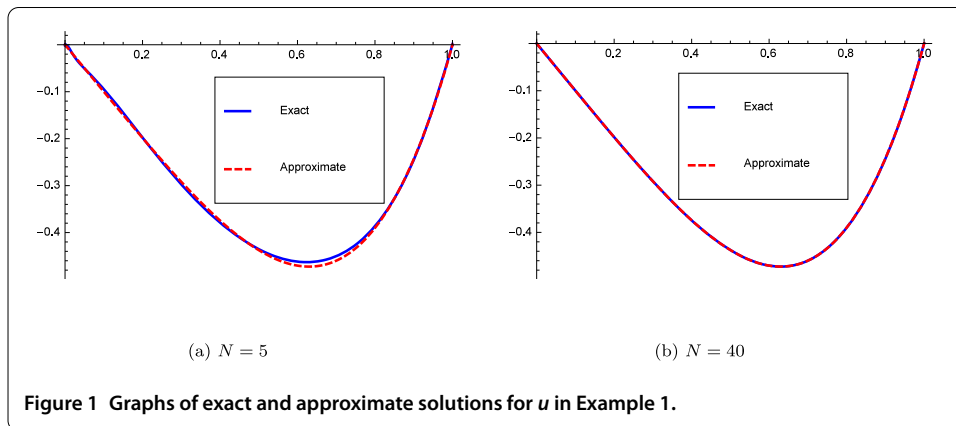 0.2 0.4 0.6 0.8 1.0
-0.1
-0.2
-0.3
-0.4
Exact
Approximate
(a) N = 5
0.2 0.4 0.6 0.8 1.0
-0.1
-0.2
-0.3
-0.4
Exact
Approximate
(b) N = 40
Figure 1 Graphs of exact and approximate solutions for u in Example 1.